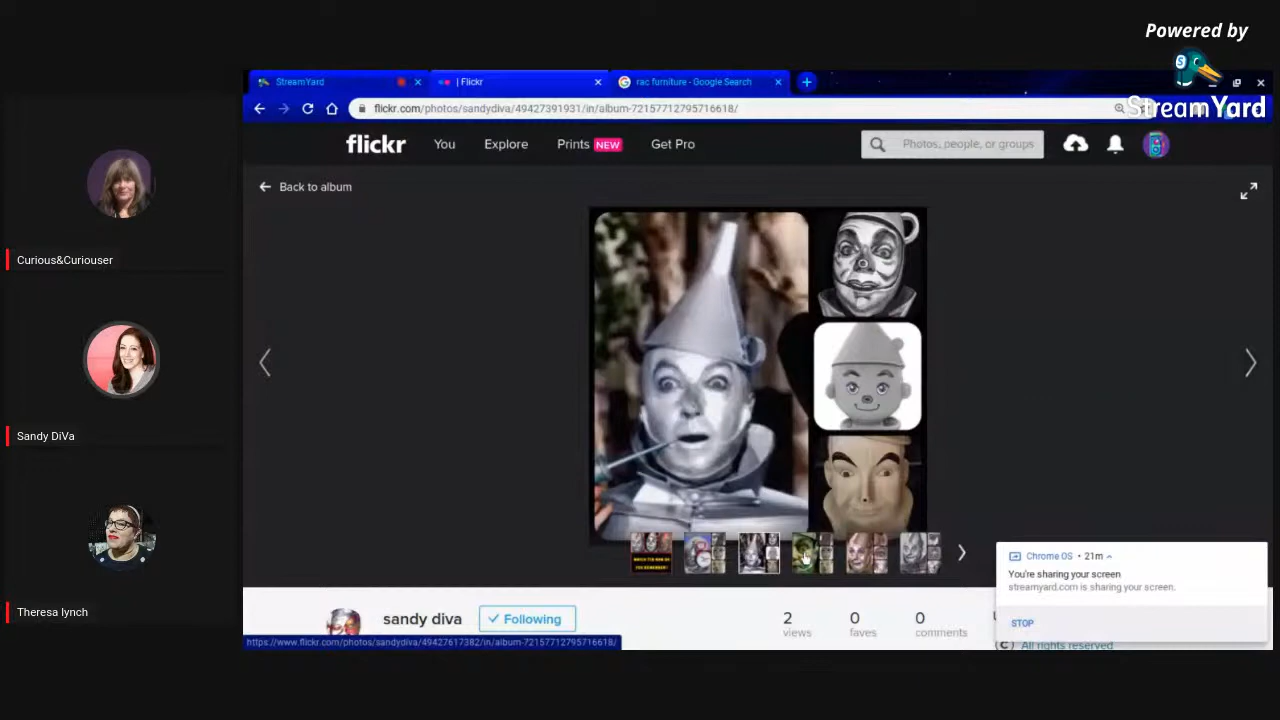 Powered by
StreamYard
StreamYard
| Flickr
rac furniture - Google Search
flickr.com/photos/sandydiva/49427391931/in/album-72157712795716618/
flickr
You
Explore
Prints NEW
Get Pro
Photos, people, or groups
Back to album
Curious&Curiouser
Sandy DiVa
Theresa lynch
Chrome OS • 21m
You're sharing your screen
streamyard.com is sharing your screen.
STOP
sandy diva
Following
2
views
0
faves
0
comments
All rights reserved
https://www.flickr.com/photos/sandydiva/49427617382/in/album-72157712795716618/